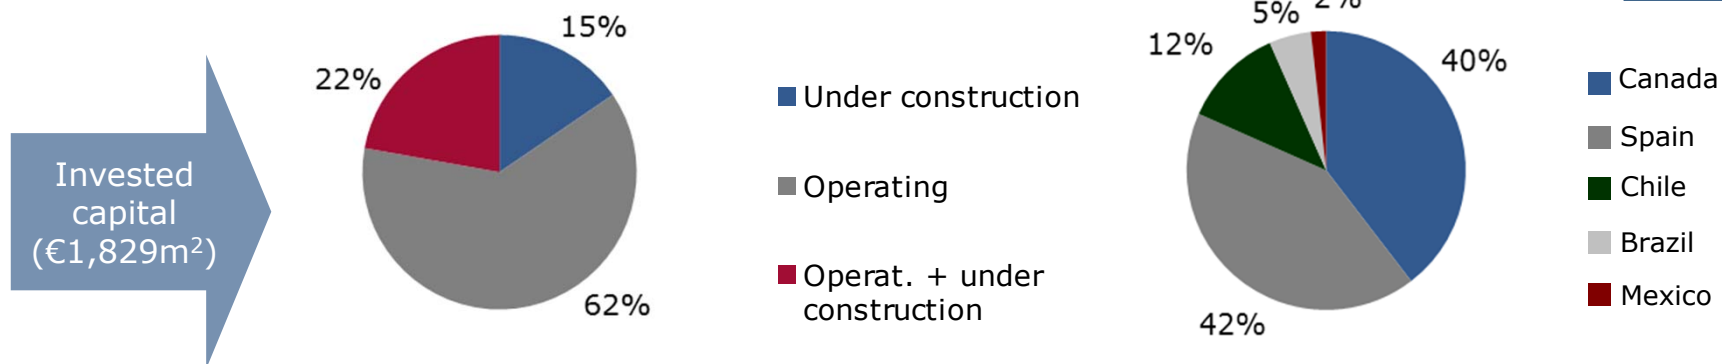 Invested
capital
(€1,829m²)
15%
22%
62%
Under construction
Operating
Operat. + under
construction
5% 2%
12%
40%
42%
Canada
Spain
Chile
Brazil
Mexico